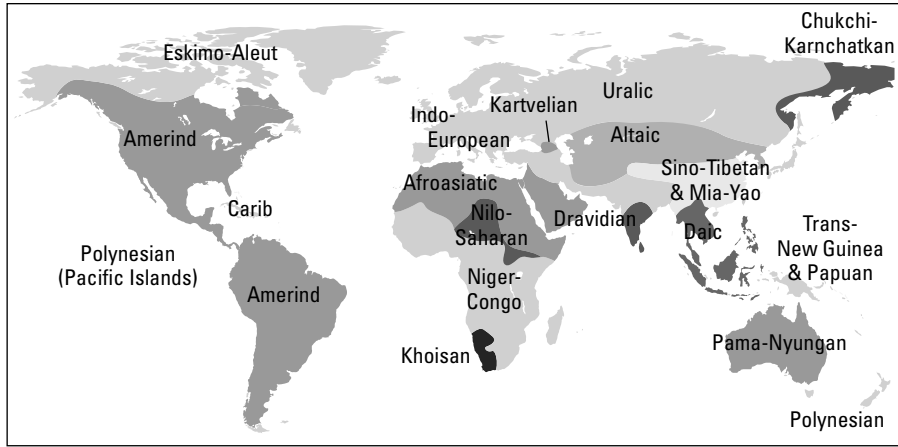 Chukchi-
Karnchatkan
Eskimo-Aleut
Uralic
Kartvelian
Indo-
European
Altaic
Amerind
Sino-Tibetan
& Mia-Yao
Afroasiatic
Carib
Nilo-
Saharan
Dravidian
Daic
Trans-
New Guinea
& Papuan
Polynesian
(Pacific Islands)
Amerind
Niger-
Congo
Khoisan
Pama-Nyungan
Polynesian